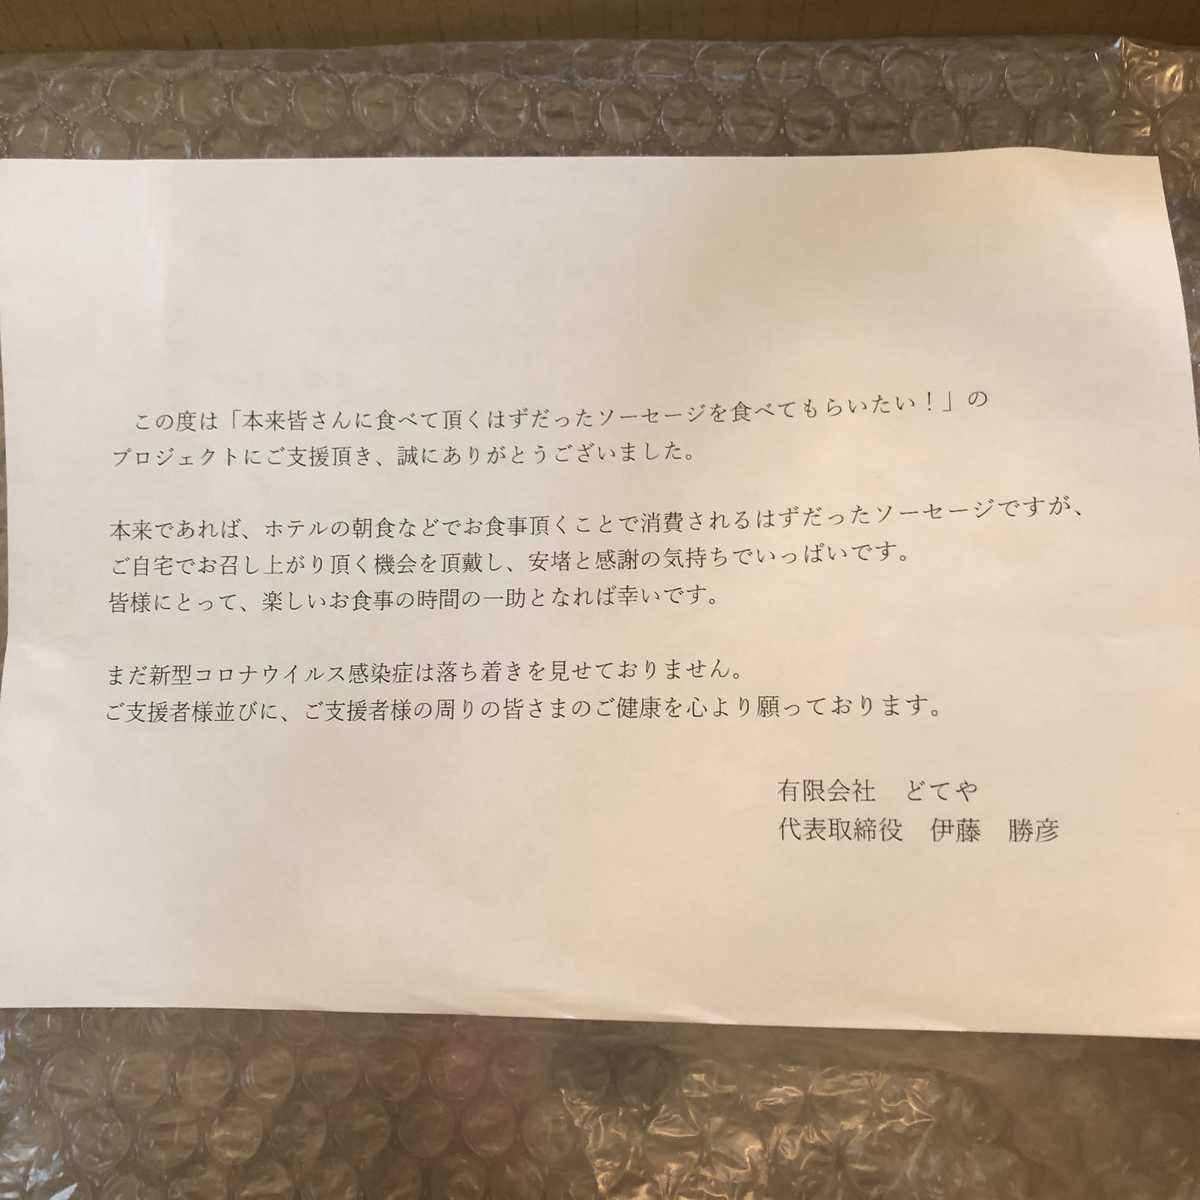 この度は「本来皆さんに食べて頂くはずだったソーセージを食べてもらいたい！」の
プロジェクトにご支援頂き、誠にありがとうございました。
本来であれば、ホテルの朝食などでお食事頂くことで消費されるはずだったソーセージですが、
ご自宅でお召し上がり頂く機会を頂戴し、安堵と感謝の気持ちでいっぱいです。
皆様にとって、楽しいお食事の時間の一助となれば幸いです。
まだ新型コロナウイルス感染症は落ち着きを見せておりません。
ご支援者様並びに、ご支援者様の周りの皆さまのご健康を心より願っております。
有限会社　どてや
代表取締役　伊藤　勝彦